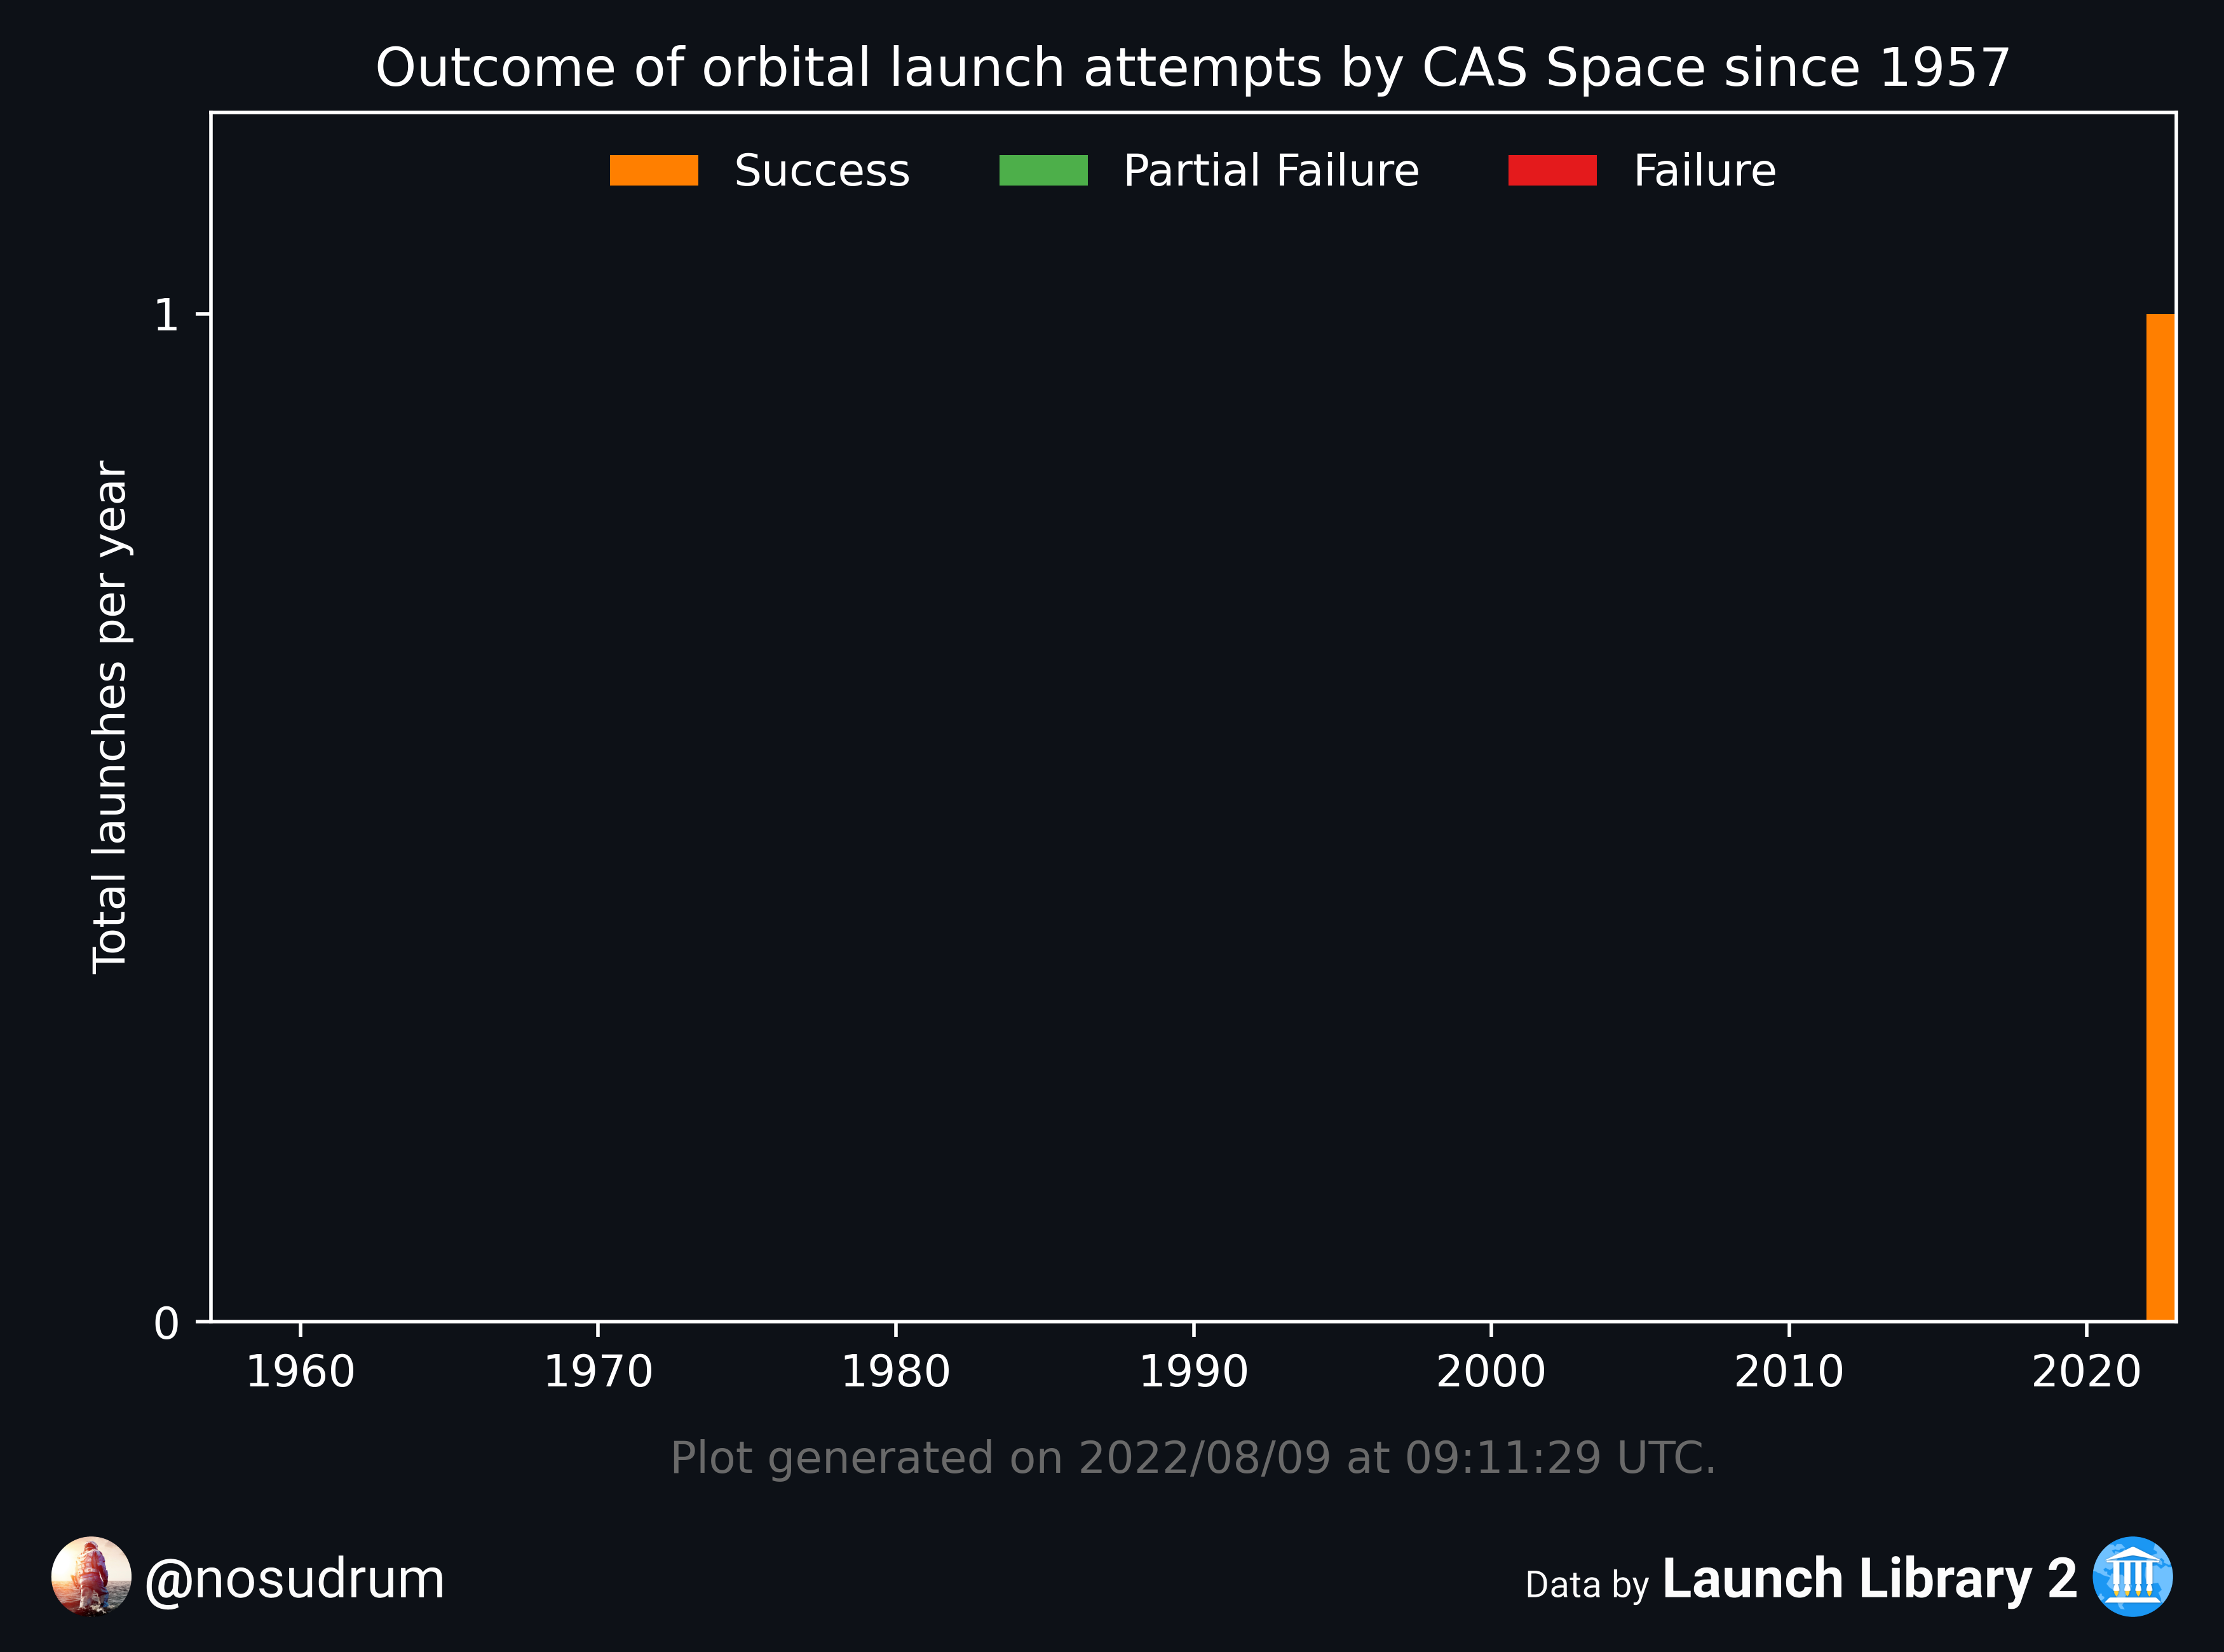 Outcome of orbital launch attempts by CAS Space since 1957
Success Partial Failure Failure
Total launches per year
1
0
1960 1970 1980 1990 2000 2010 2020
Plot generated on 2022/08/09 at 09:11:29 UTC.
@nosudrum
Data by Launch Library 2